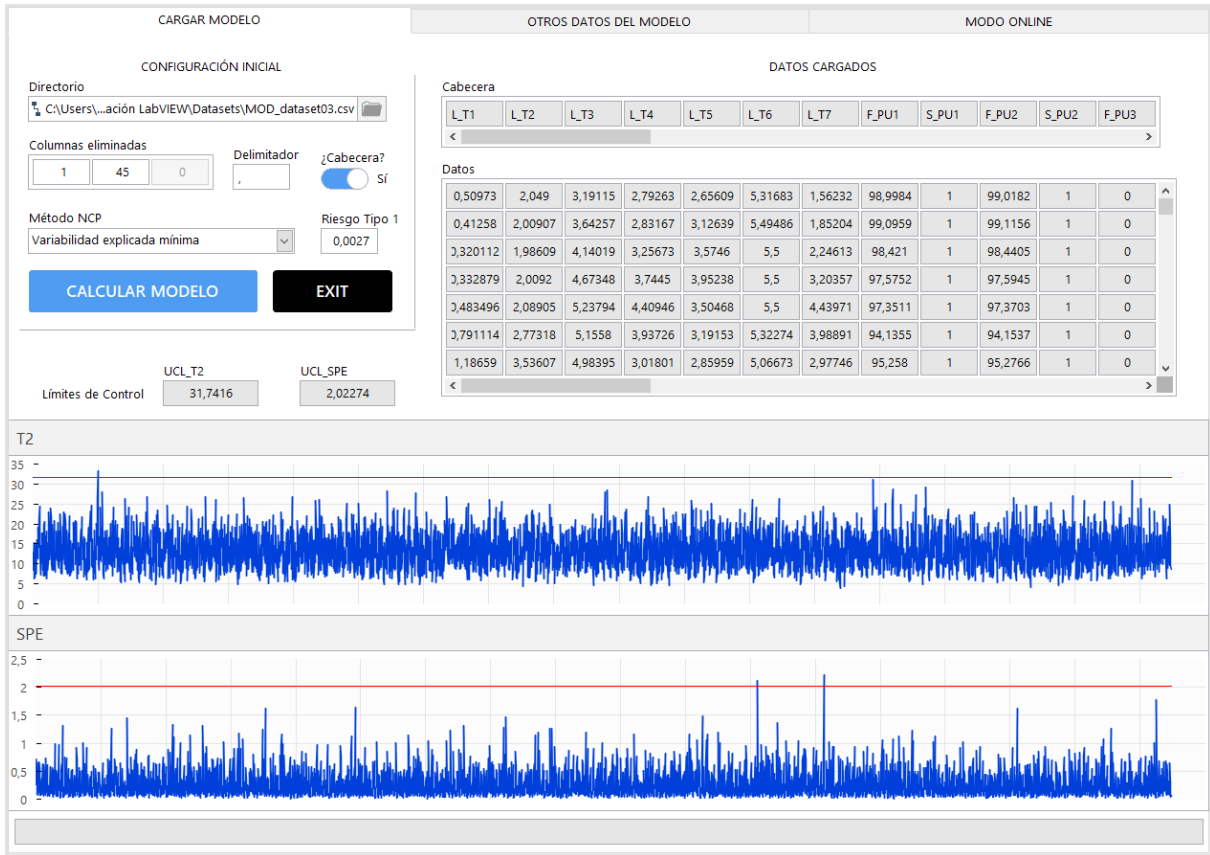 CARGAR MODELO OTROS DATOS DEL MODELO MODO ONLINE
CONFIGURACIÓN INICIAL
Directorio
C:\Users\...ación LabVIEW\Datasets\MOD_dataset03.csv
Columnas eliminadas
1 45 0
Delimitador
,
¿Cabecera?
Sí
Método NCP
Variabilidad explicada mínima
Riesgo Tipo 1
0,0027
CALCULAR MODELO
EXIT
UCL_T2 UCL_SPE
Límites de Control 31,7416 2,02274
DATOS CARGADOS
Cabecera
L_T1 L_T2 L_T3 L_T4 L_T5 L_T6 L_T7 F_PU1 S_PU1 F_PU2 S_PU2 F_PU3
Datos
0,50973 2,049 3,19115 2,79263 2,65609 5,31683 1,56232 98,9984 1 99,0182 1 0
0,41258 2,00907 3,64257 2,83167 3,12639 5,49486 1,85204 99,0959 1 99,1156 1 0
0,320112 1,98609 4,14019 3,25673 3,5746 5,5 2,24613 98,421 1 98,4405 1 0
0,332879 2,0092 4,67348 3,7445 3,95238 5,5 3,20357 97,5752 1 97,5945 1 0
0,483496 2,08905 5,23794 4,40946 3,50468 5,5 4,43971 97,3511 1 97,3703 1 0
0,791114 2,77318 5,1558 3,93726 3,19153 5,32274 3,98891 94,1355 1 94,1537 1 0
1,18659 3,53607 4,98395 3,01801 2,85959 5,06673 2,97746 95,258 1 95,2766 1 0
T2
35
30
25
20
15
10
5
0
SPE
2,5
2
1,5
1
0,5
0